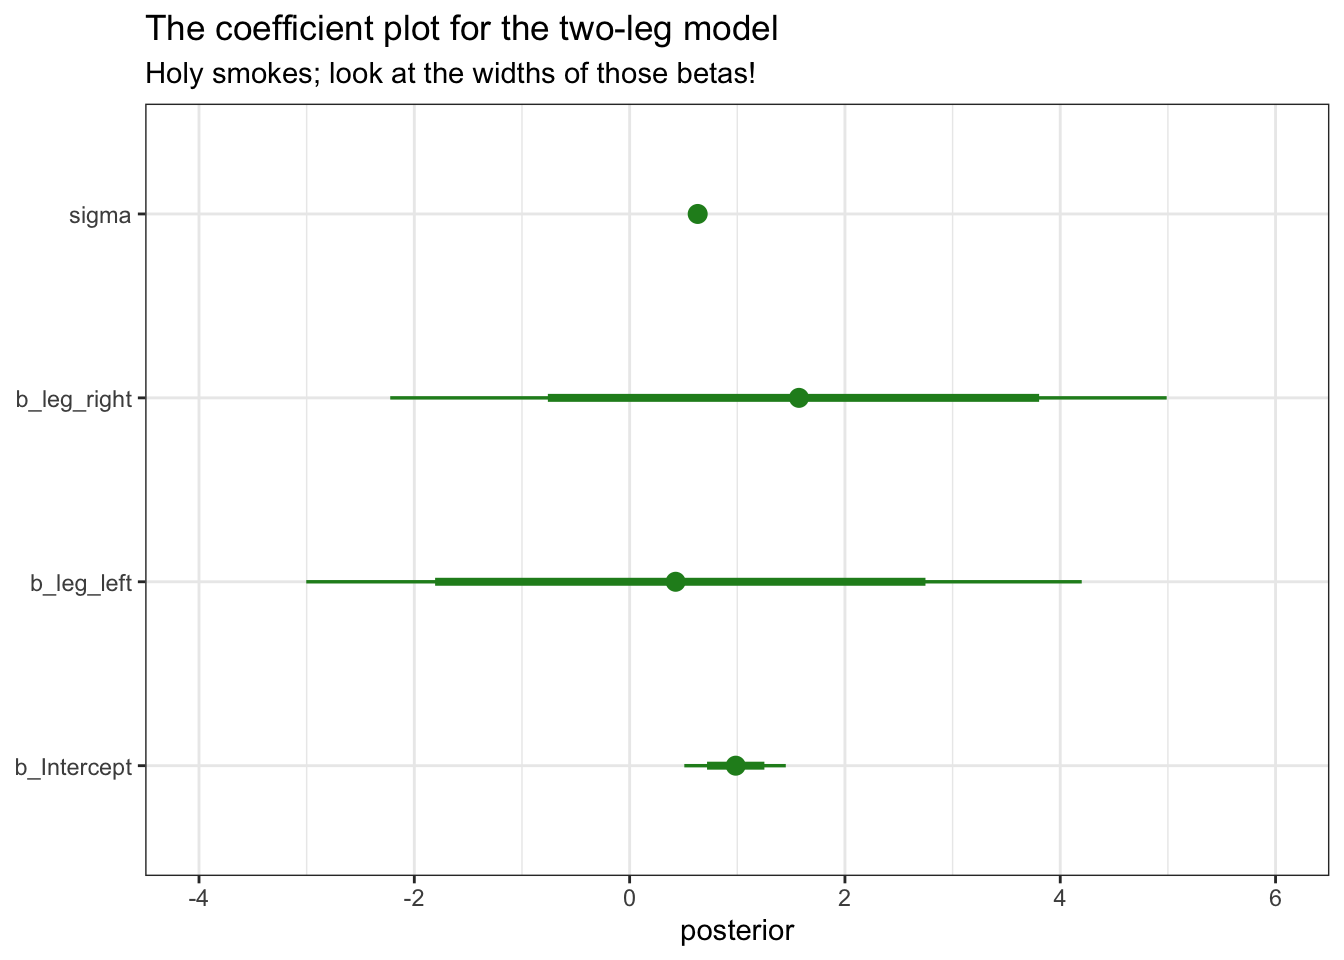 The coefficient plot for the two-leg model
Holy smokes; look at the widths of those betas!
sigma
b_leg_right
b_leg_left
b_Intercept
-4 -2 0 2 4 6
posterior